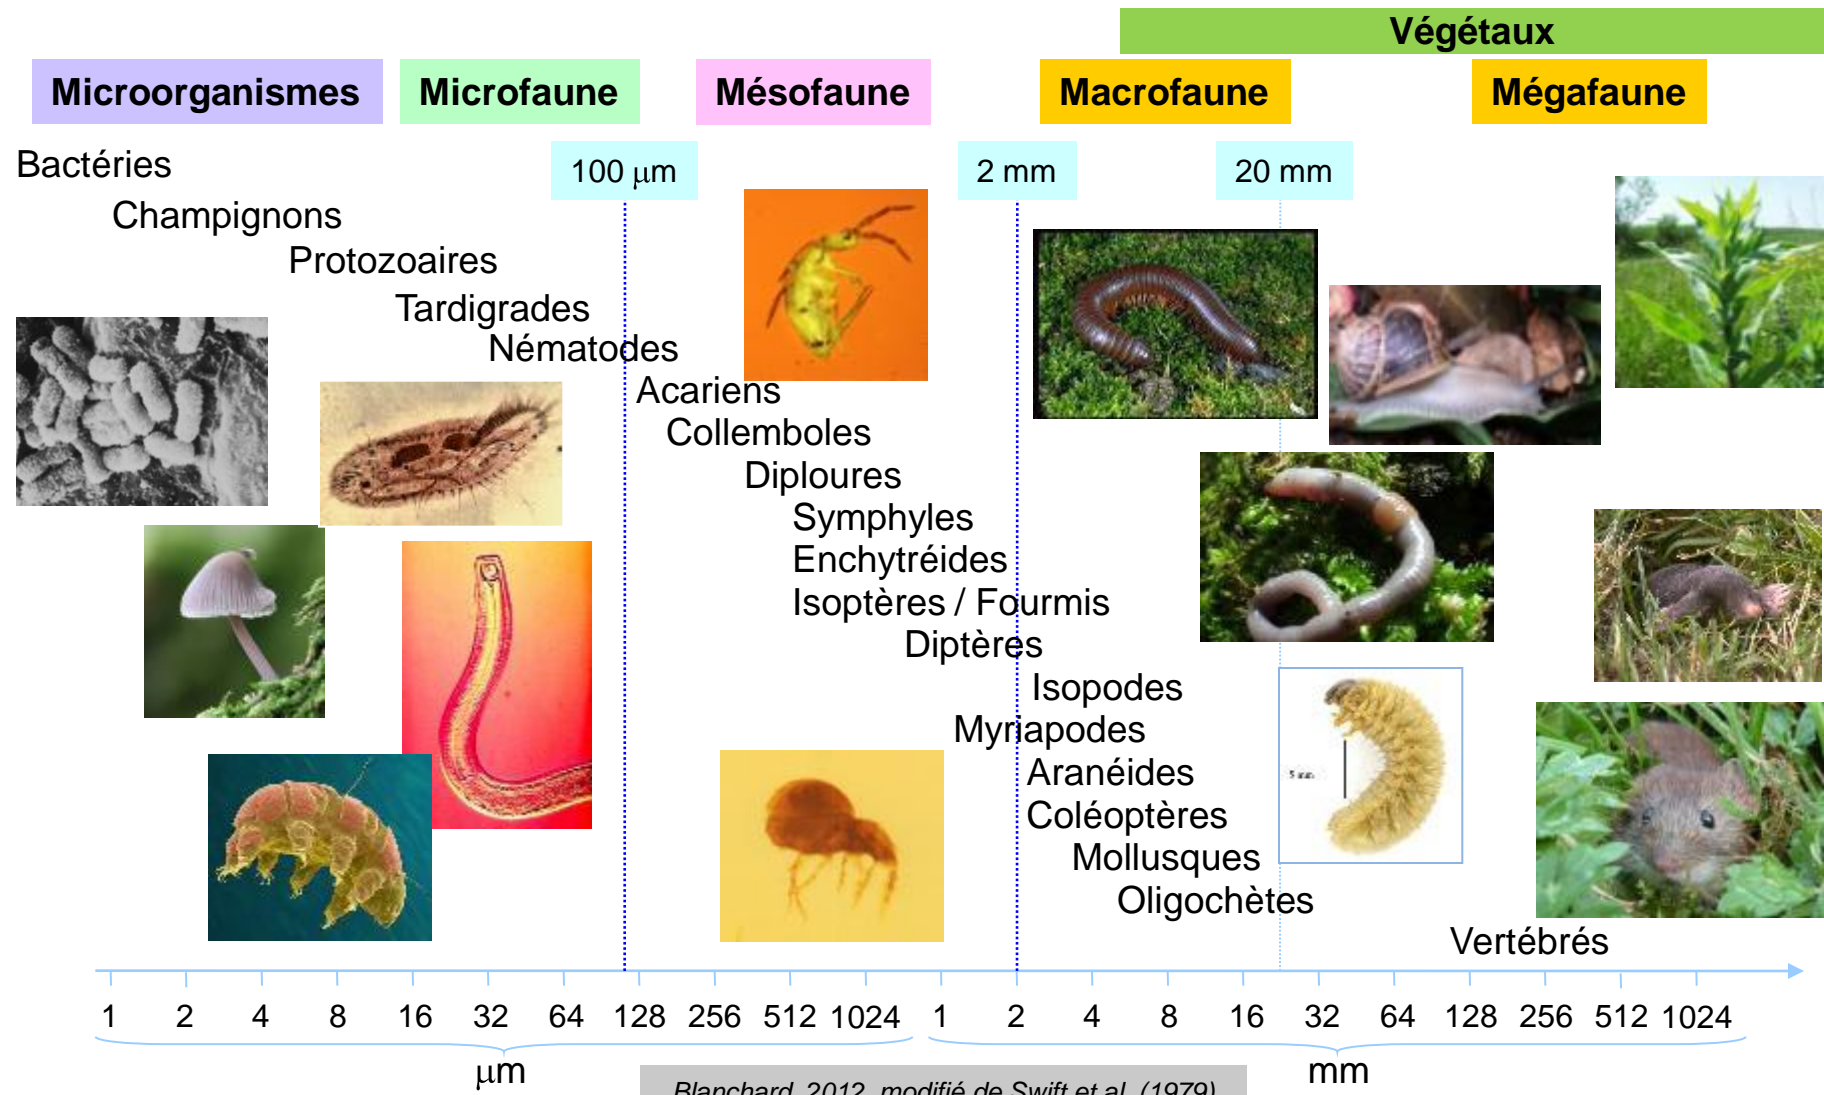 Végétaux
Microorganismes
Microfaune
Mésofaune
Macrofaune
Mégafaune
Bactéries
100 μm
2 mm
20 mm
Champignons
Protozoaires
Tardigrades
Nématodes
Acariens
Collemboles
Diploures
Symphyles
Enchytréides
Isoptères / Fourmis
Diptères
Isopodes
Myriapodes
Aranéides
5 mm
Coléoptères
Mollusques
Oligochètes
Vertébrés
1 2 4 8 16 32 64 128 256 512 1024 1 2 4 8 16 32 64 128 256 512 1024
μm
mm
Blanchard, 2012, modifié de Swift et al. (1979)